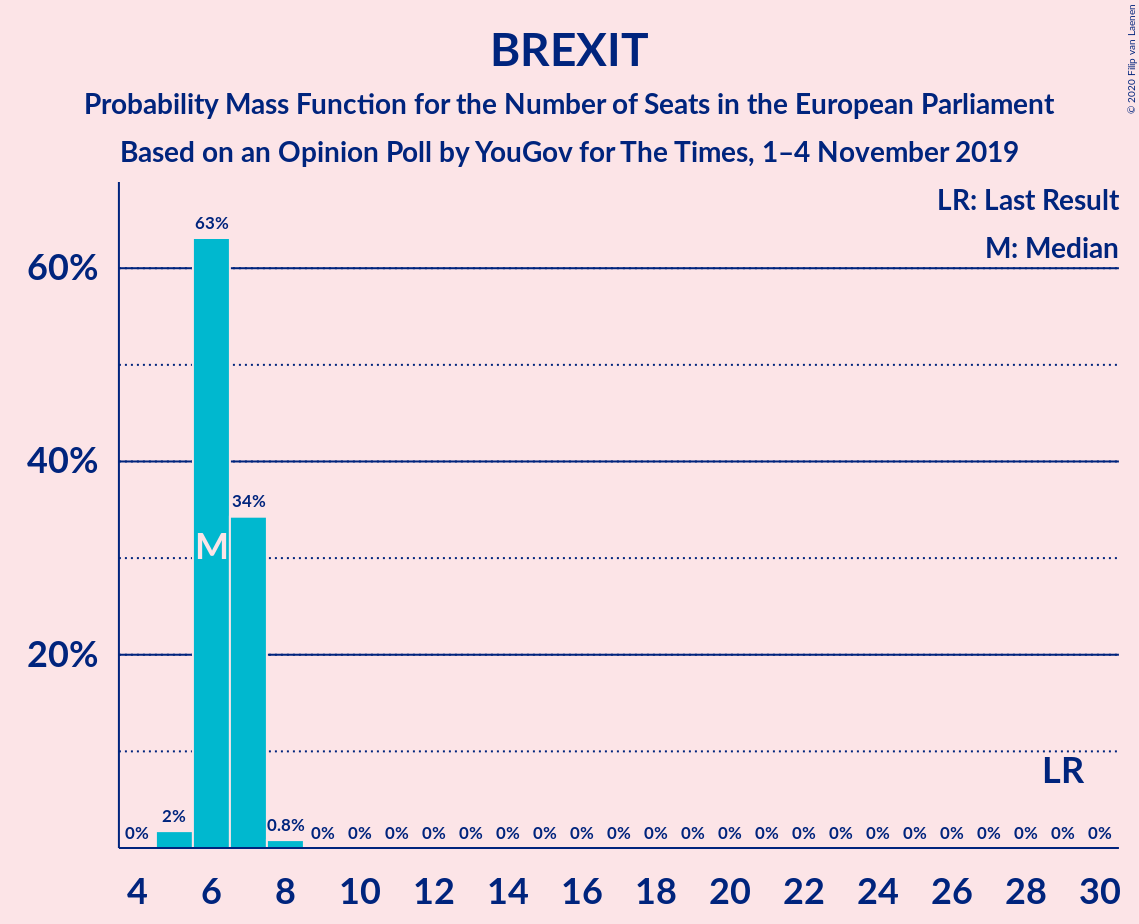 BREXIT
Probability Mass Function for the Number of Seats in the European Parliament
Based on an Opinion Poll by YouGov for The Times, 1–4 November 2019
© 2020 Filip van Laenen
LR: Last Result
M: Median
63%
60%
40%
34%
M
20%
LR
0% 2% 0.8% 0% 0% 0% 0% 0% 0% 0% 0% 0% 0% 0% 0% 0% 0% 0% 0% 0% 0% 0% 0% 0%
4 6 8 10 12 14 16 18 20 22 24 26 28 30